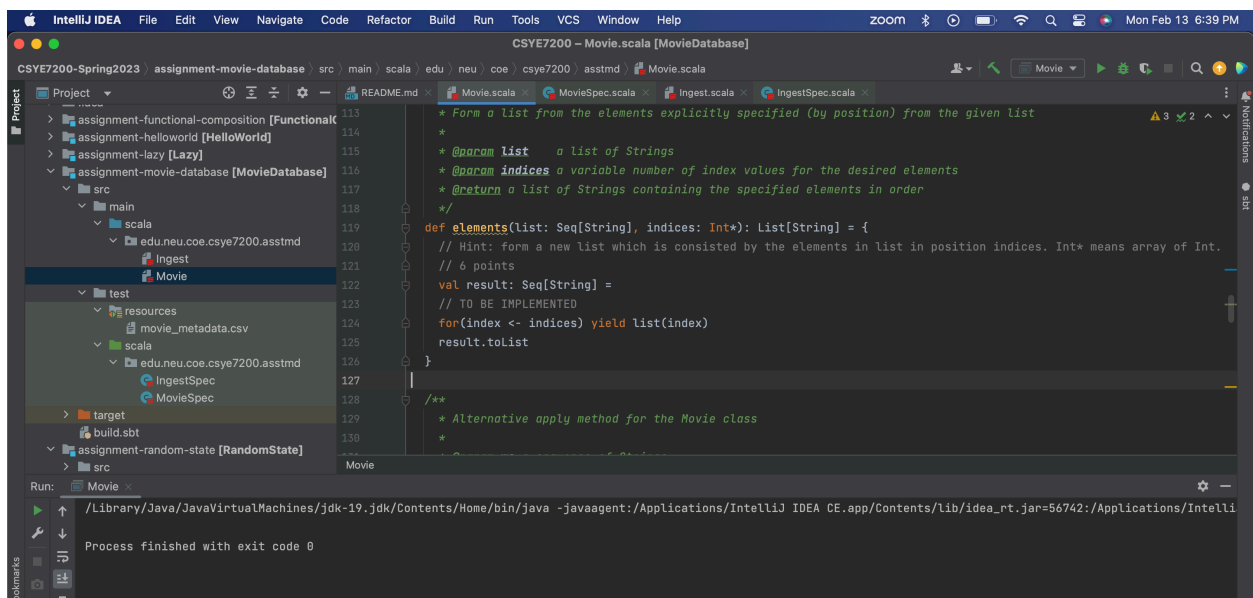 IntelliJ IDEA File Edit View Navigate Code Refactor Build Run Tools VCS Window Help zoom Mon Feb 13 6:39 PM
CSYE7200 – Movie.scala [MovieDatabase]
CSYE7200-Spring2023 assignment-movie-database src main scala edu neu coe csye7200 asstmd Movie.scala Movie
Project README.md Movie.scala MovieSpec.scala Ingest.scala IngestSpec.scala
Project
Notifications
sbt
assignment-functional-composition [Functional
assignment-helloworld [HelloWorld]
assignment-lazy [Lazy]
assignment-movie-database [MovieDatabase]
src
main
scala
edu.neu.coe.csye7200.asstmd
Ingest
Movie
test
resources
movie_metadata.csv
scala
edu.neu.coe.csye7200.asstmd
IngestSpec
MovieSpec
target
build.sbt
assignment-random-state [RandomState]
src
3 2
113 * Form a list from the elements explicitly specified (by position) from the given list
114 *
115 * @param list a list of Strings
116 * @param indices a variable number of index values for the desired elements
117 * @return a list of Strings containing the specified elements in order
118 */
119 def elements(list: Seq[String], indices: Int*): List[String] = {
120 // Hint: form a new list which is consisted by the elements in list in position indices. Int* means array of Int.
121 // 6 points
122 val result: Seq[String] =
123 // TO BE IMPLEMENTED
124 for(index <- indices) yield list(index)
125 result.toList
126 }
127
128 /**
129 * Alternative apply method for the Movie class
130 *
Movie
Run: Movie
/Library/Java/JavaVirtualMachines/jdk-19.jdk/Contents/Home/bin/java -javaagent:/Applications/IntelliJ IDEA CE.app/Contents/lib/idea_rt.jar=56742:/Applications/Intelli
Process finished with exit code 0
ookmarks